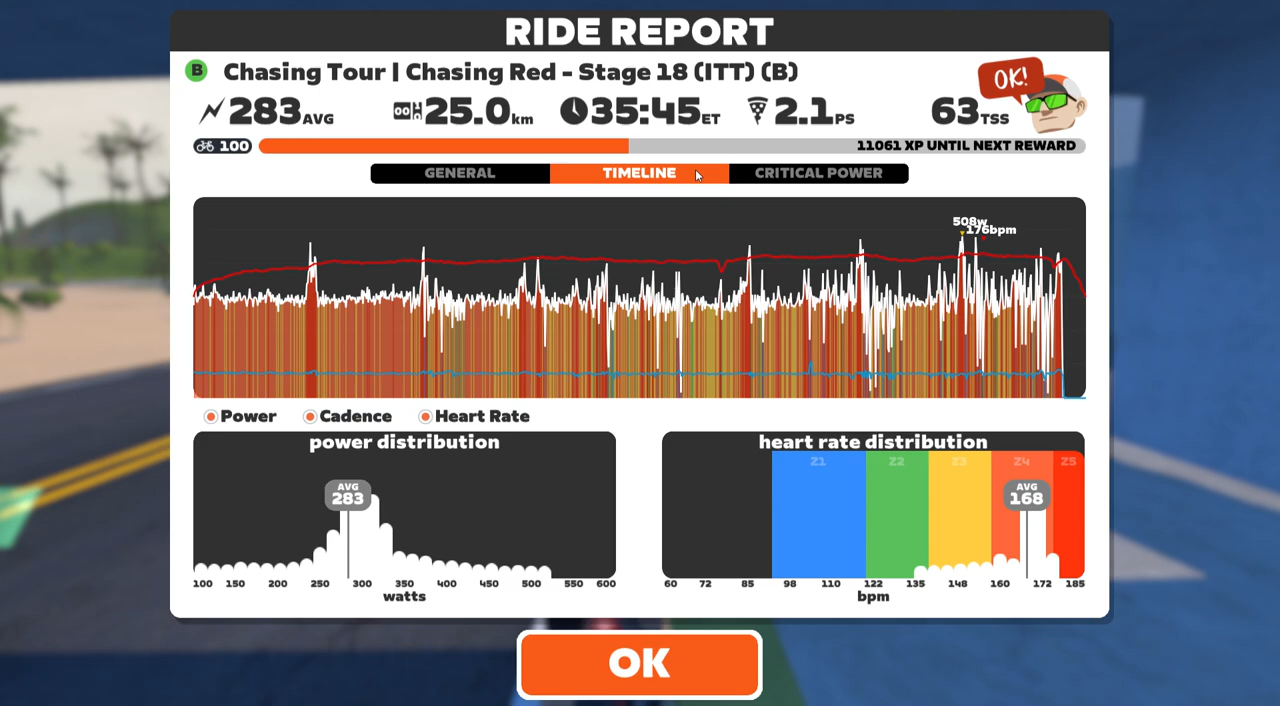 RIDE REPORT
B Chasing Tour | Chasing Red - Stage 18 (ITT) (B)
OK!
283AVG 25.0km 35:45ET 2.1PS 63TSS
100 11061 XP UNTIL NEXT REWARD
GENERAL TIMELINE CRITICAL POWER
508w
176bpm
Power Cadence Heart Rate
power distribution
AVG
283
100 150 200 250 300 350 400 450 500 550 600
watts
heart rate distribution
Z1 Z2 Z3 Z4 Z5
AVG
168
60 72 85 98 110 122 135 148 160 172 185
bpm
OK